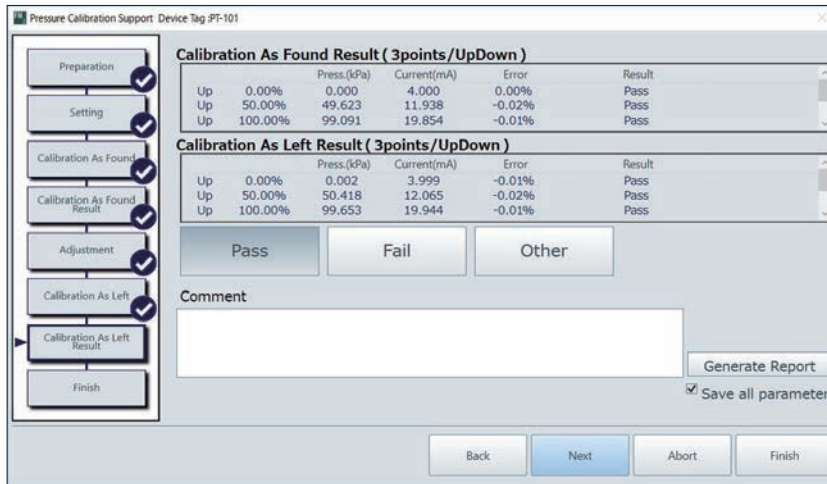 Pressure Calibration Support Device Tag :PT-101
Preparation
Setting
Calibration As Found
Calibration As Found
Result
Adjustment
Calibration As Left
Calibration As Left
Result
Finish
Calibration As Found Result ( 3points/UpDown )
Press.(kPa) Current(mA) Error Result
Up 0.00% 0.000 4.000 0.00% Pass
Up 50.00% 49.623 11.938 -0.02% Pass
Up 100.00% 99.091 19.854 -0.01% Pass
Calibration As Left Result ( 3points/UpDown )
Press.(kPa) Current(mA) Error Result
Up 0.00% 0.002 3.999 -0.01% Pass
Up 50.00% 50.418 12.065 -0.02% Pass
Up 100.00% 99.653 19.944 -0.01% Pass
Pass Fail Other
Comment
Generate Report
Save all parameter
Back Next Abort Finish